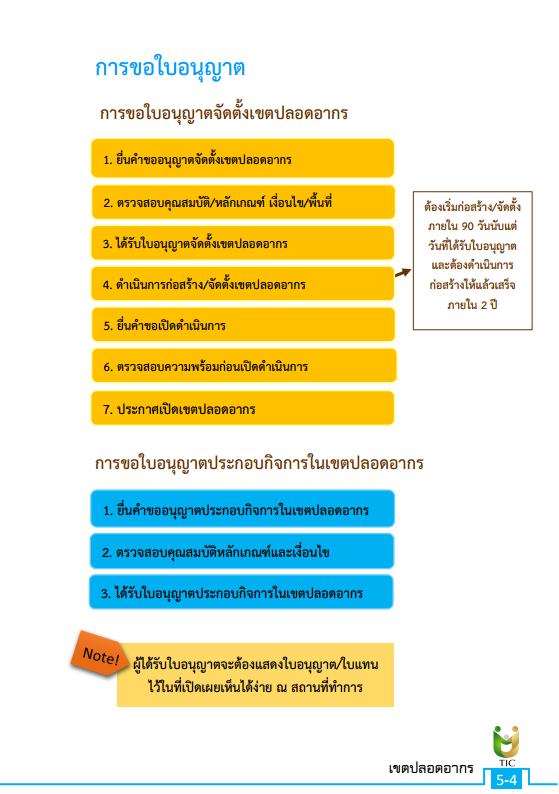 การขอใบอนุญาต
การขอใบอนุญาตจัดตั้งเขตปลอดอากร
1. ยื่นคำขออนุญาตจัดตั้งเขตปลอดอากร
2. ตรวจสอบคุณสมบัติ/หลักเกณฑ์ เงื่อนไข/พื้นที่
3. ได้รับใบอนุญาตจัดตั้งเขตปลอดอากร
4. ดำเนินการก่อสร้าง/จัดตั้งเขตปลอดอากร
5. ยื่นคำขอเปิดดำเนินการ
6. ตรวจสอบความพร้อมก่อนเปิดดำเนินการ
7. ประกาศเปิดเขตปลอดอากร
ต้องเริ่มก่อสร้าง/จัดตั้ง
ภายใน 90 วันนับแต่
วันที่ได้รับใบอนุญาต
และต้องดำเนินการ
ก่อสร้างให้แล้วเสร็จ
ภายใน 2 ปี
การขอใบอนุญาตประกอบกิจการในเขตปลอดอากร
1. ยื่นคำขออนุญาตประกอบกิจการในเขตปลอดอากร
2. ตรวจสอบคุณสมบัติหลักเกณฑ์และเงื่อนไข
3. ได้รับใบอนุญาตประกอบกิจการในเขตปลอดอากร
Note!
ผู้ได้รับใบอนุญาตจะต้องแสดงใบอนุญาต/ใบแทน
ไว้ในที่เปิดเผยเห็นได้ง่าย ณ สถานที่ทำการ
TIC
เขตปลอดอากร
5-4